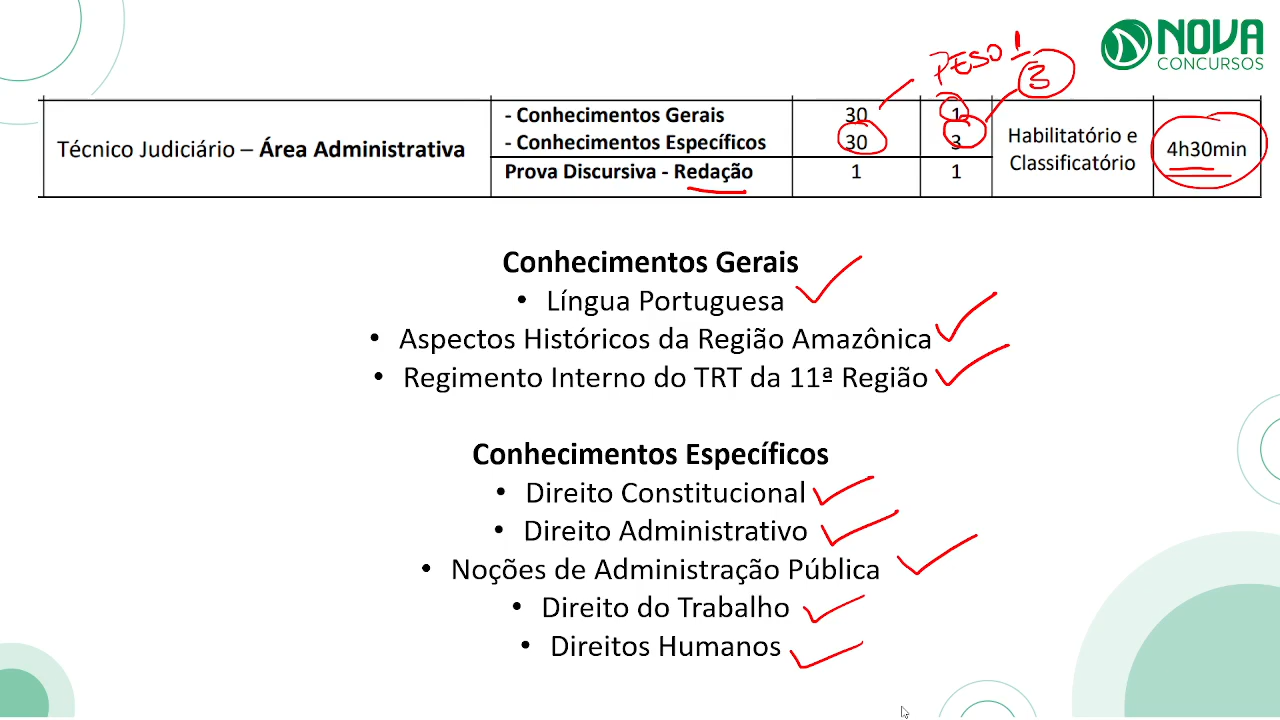 NOVA
CONCURSOS
PESO 1
3
- Conhecimentos Gerais 30 1
Técnico Judiciário – Área Administrativa - Conhecimentos Específicos 30 3 Habilitatório e Classificatório 4h30min
Prova Discursiva - Redação 1 1
Conhecimentos Gerais
• Língua Portuguesa
• Aspectos Históricos da Região Amazônica
• Regimento Interno do TRT da 11ª Região
Conhecimentos Específicos
• Direito Constitucional
• Direito Administrativo
• Noções de Administração Pública
• Direito do Trabalho
• Direitos Humanos